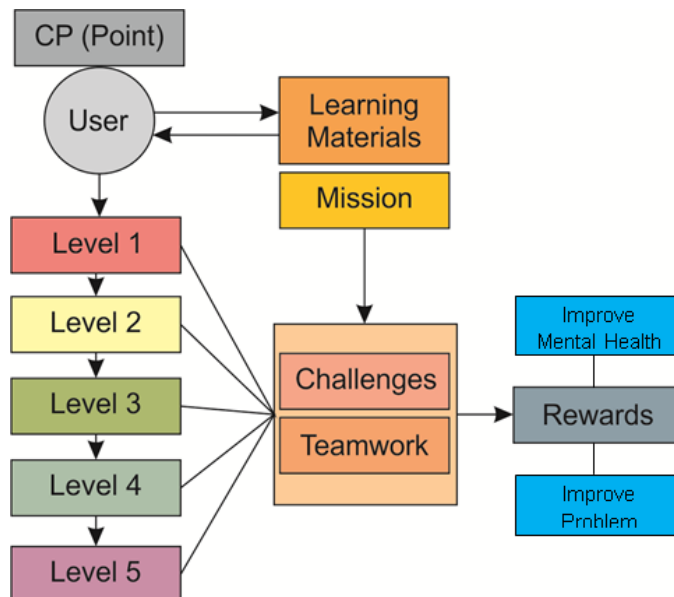 CP (Point)
User
Learning
Materials
Mission
Level 1
Level 2
Level 3
Level 4
Level 5
Challenges
Teamwork
Improve
Mental Health
Rewards
Improve
Problem